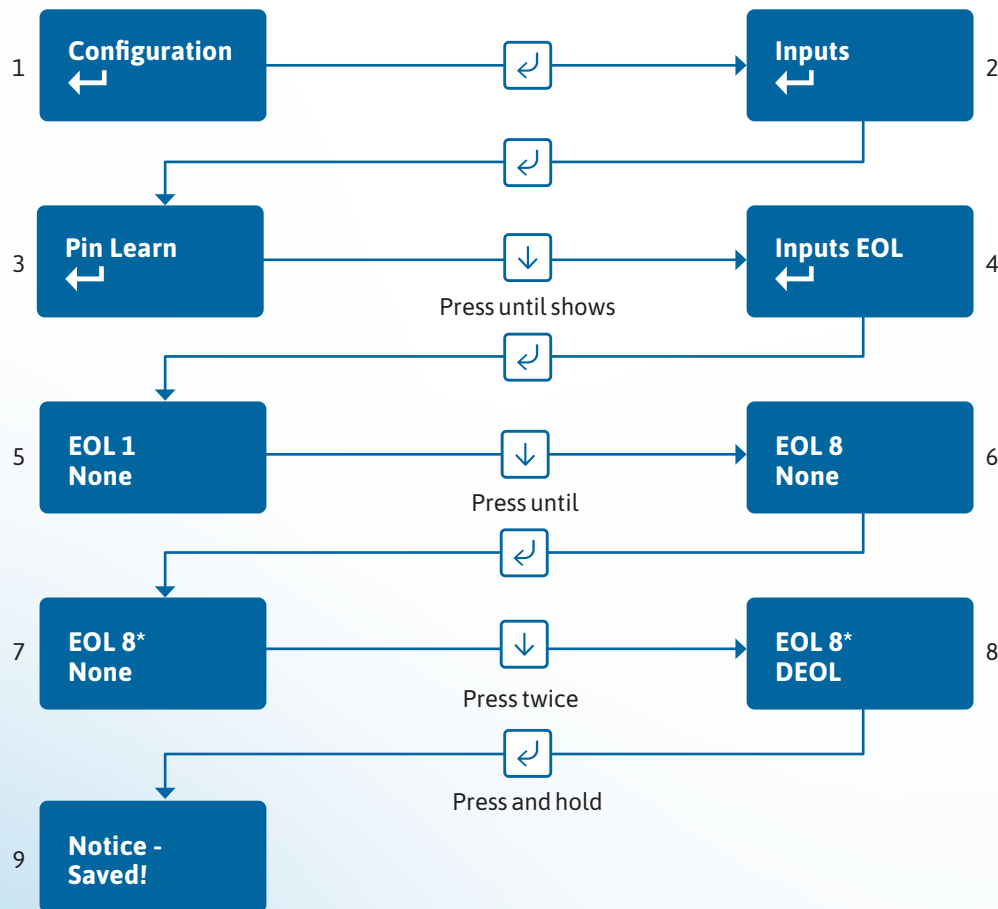 1
Configuration
Inputs
2
3
Pin Learn
Press until shows
Inputs EOL
4
5
EOL 1
None
Press until
EOL 8
None
6
7
EOL 8*
None
Press twice
EOL 8*
DEOL
8
Press and hold
9
Notice -
Saved!